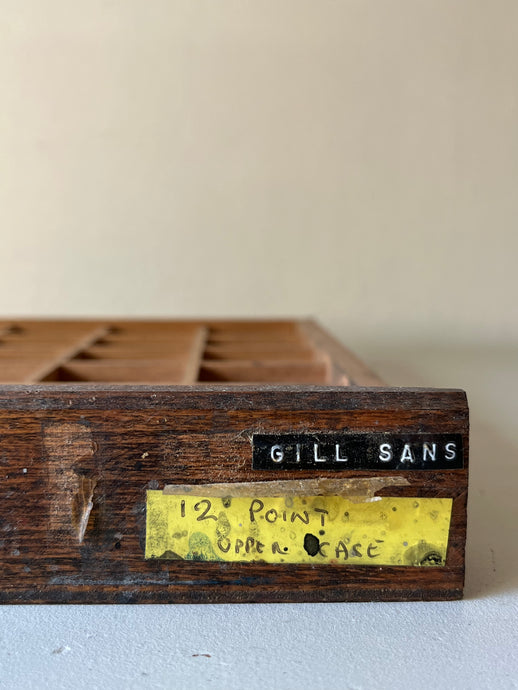 GILL SANS
12 POINT
UPPER CASE